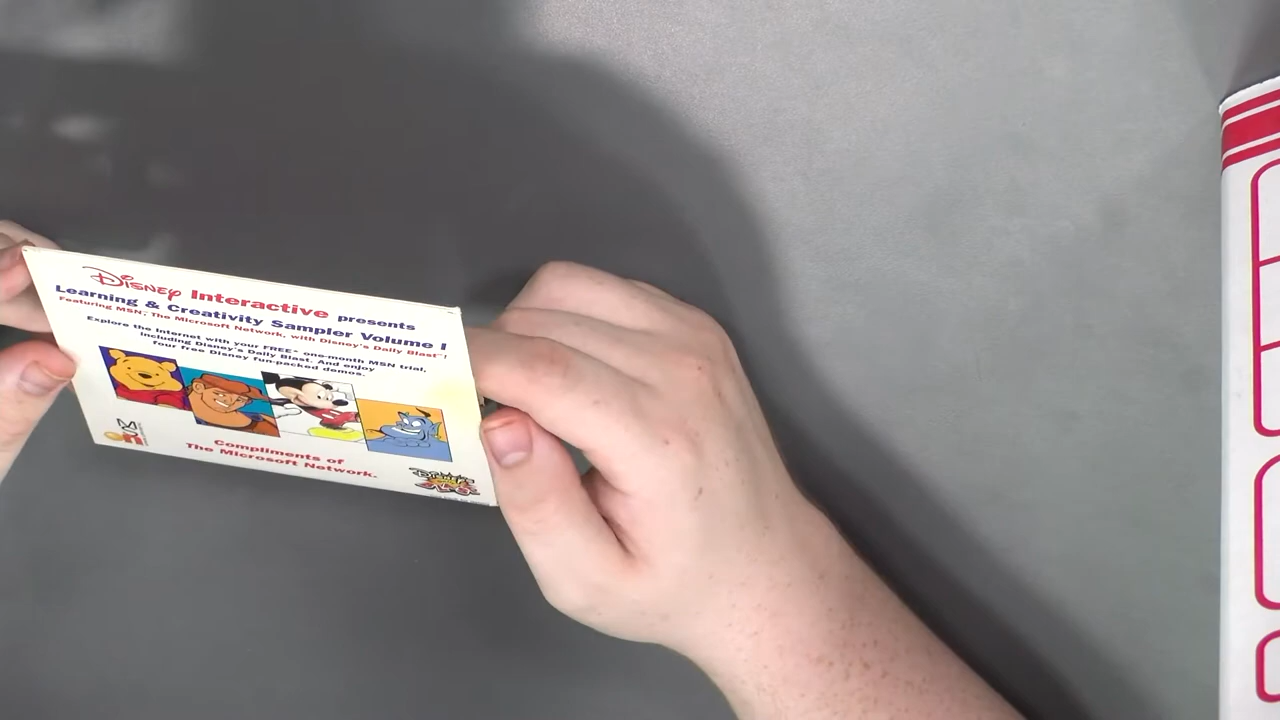 Disney Interactive presents
Learning & Creativity Sampler Volume I
Featuring MSN,™ The Microsoft Network, with Disney's Daily Blast™!
Explore the Internet with your FREE* one-month MSN trial,
including Disney's Daily Blast. And enjoy
four free Disney fun-packed demos.
Compliments of
The Microsoft Network.